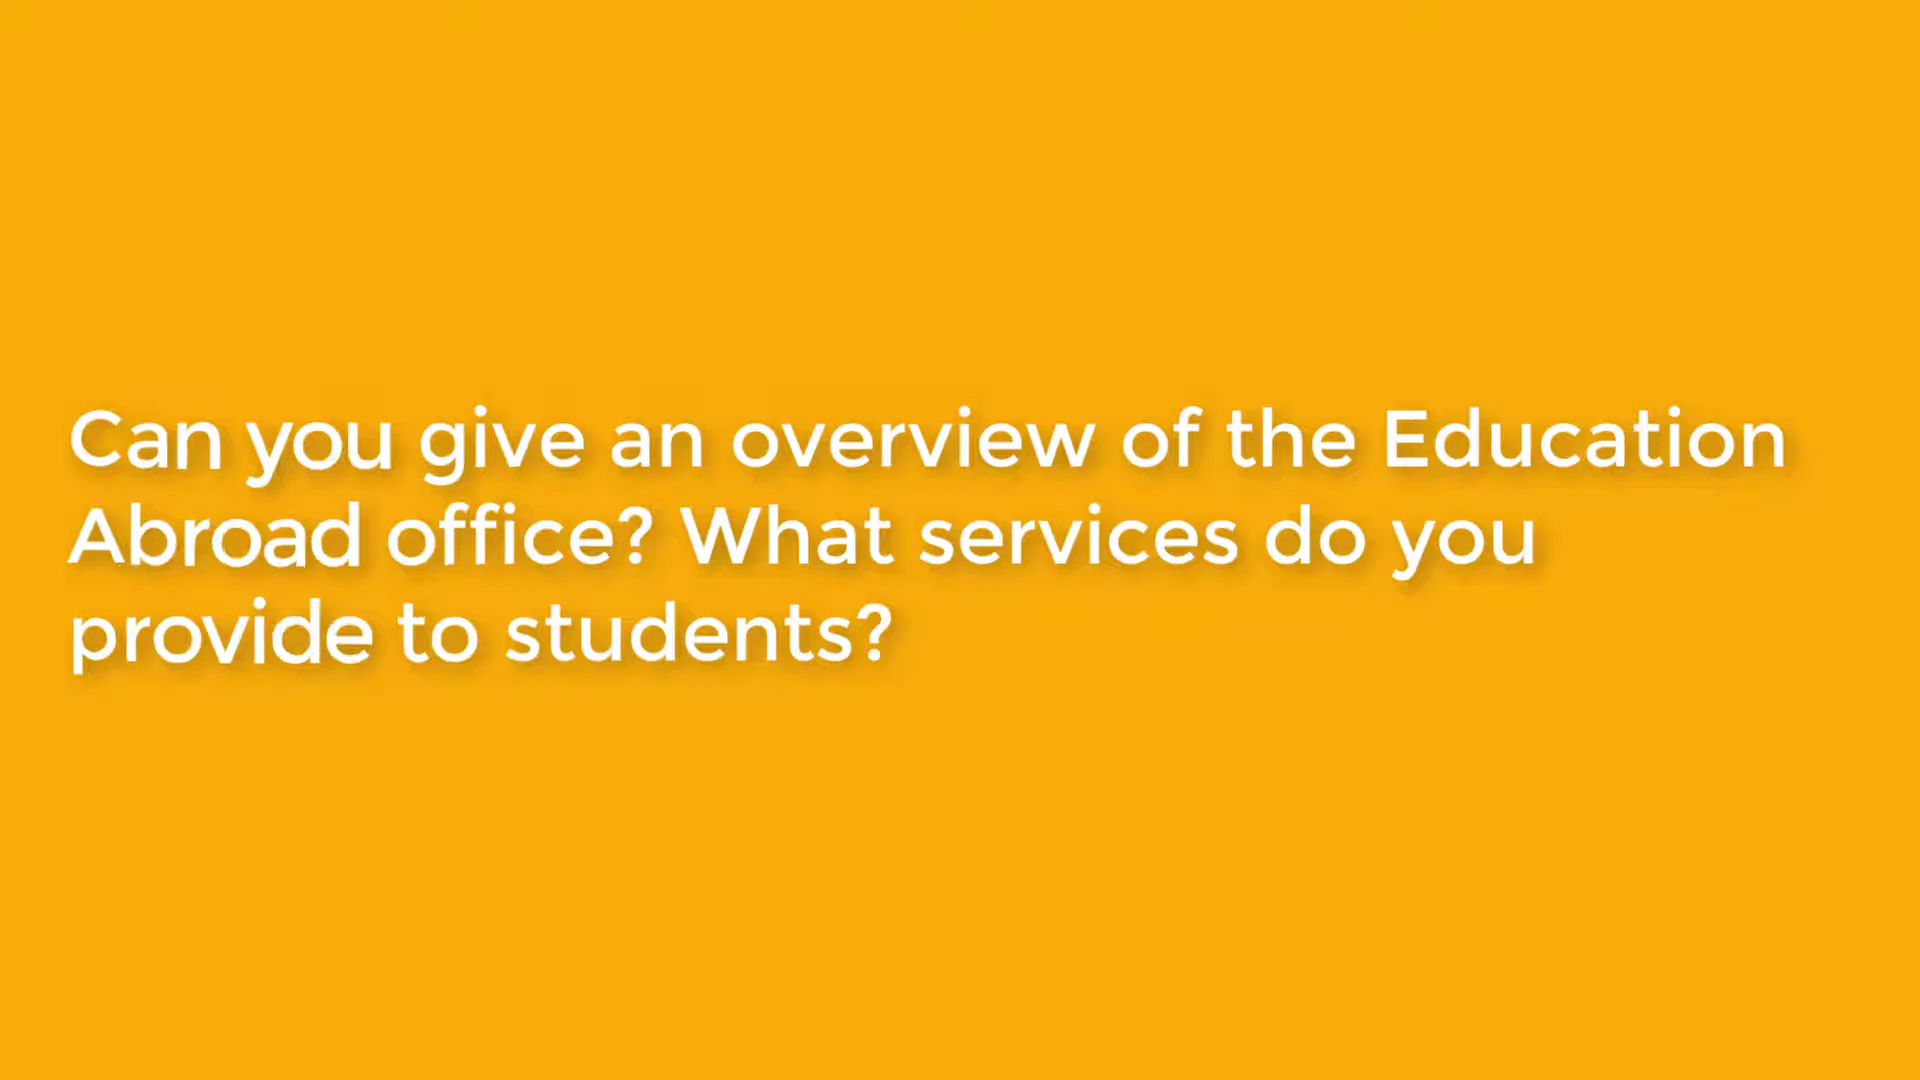 Can you give an overview of the Education
Abroad office? What services do you
provide to students?